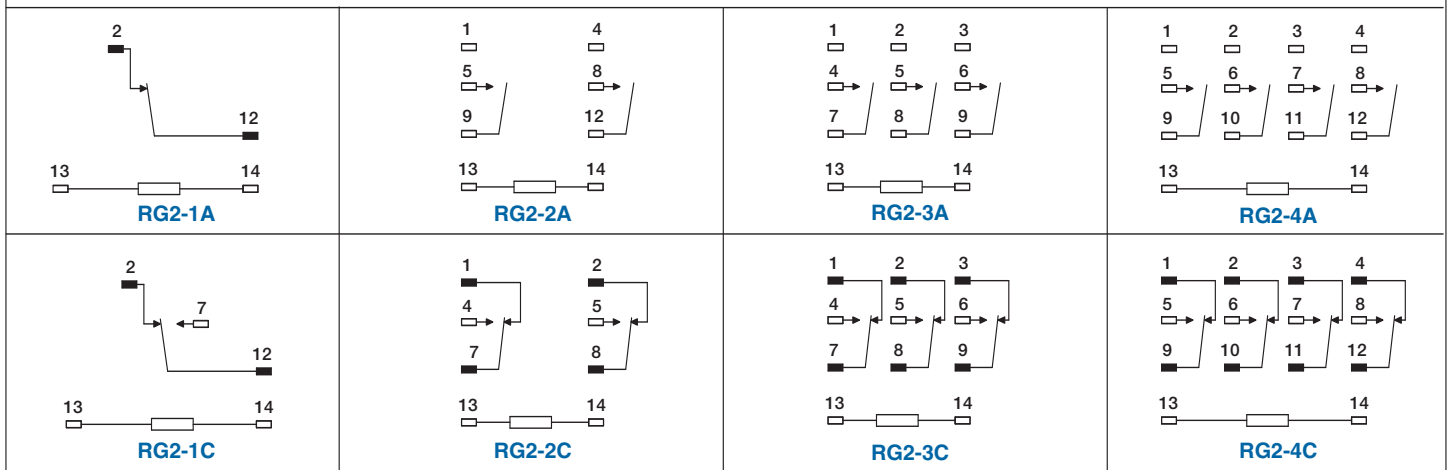 2
12
13 14
RG2-1A
1 4
5 8
9 12
13 14
RG2-2A
1 2 3
4 5 6
7 8 9
13 14
RG2-3A
1 2 3 4
5 6 7 8
9 10 11 12
13 14
RG2-4A
2
7
12
13 14
RG2-1C
1 2
4 5
7 8
13 14
RG2-2C
1 2 3
4 5 6
7 8 9
13 14
RG2-3C
1 2 3 4
5 6 7 8
9 10 11 12
13 14
RG2-4C